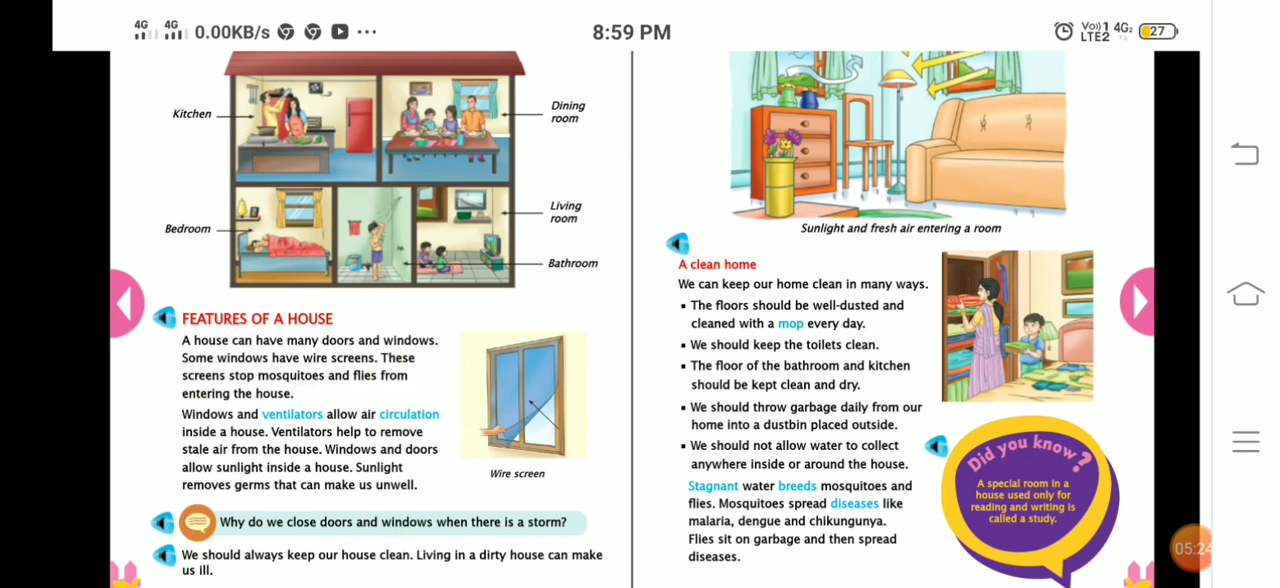 4G 4G 0.00KB/s
8:59 PM
Vo)) 1 4G2
LTE2
27
Kitchen
Dining
room
Bedroom
Living
room
Bathroom
FEATURES OF A HOUSE
A house can have many doors and windows.
Some windows have wire screens. These
screens stop mosquitoes and flies from
entering the house.
Windows and ventilators allow air circulation
inside a house. Ventilators help to remove
stale air from the house. Windows and doors
allow sunlight inside a house. Sunlight
removes germs that can make us unwell.
Wire screen
Why do we close doors and windows when there is a storm?
We should always keep our house clean. Living in a dirty house can make
us ill.
Sunlight and fresh air entering a room
A clean home
We can keep our home clean in many ways.
▪ The floors should be well-dusted and
cleaned with a mop every day.
▪ We should keep the toilets clean.
▪ The floor of the bathroom and kitchen
should be kept clean and dry.
▪ We should throw garbage daily from our
home into a dustbin placed outside.
▪ We should not allow water to collect
anywhere inside or around the house.
Stagnant water breeds mosquitoes and
flies. Mosquitoes spread diseases like
malaria, dengue and chikungunya.
Flies sit on garbage and then spread
diseases.
Did you know?
A special room in a
house used only for
reading and writing is
called a study.
05:24